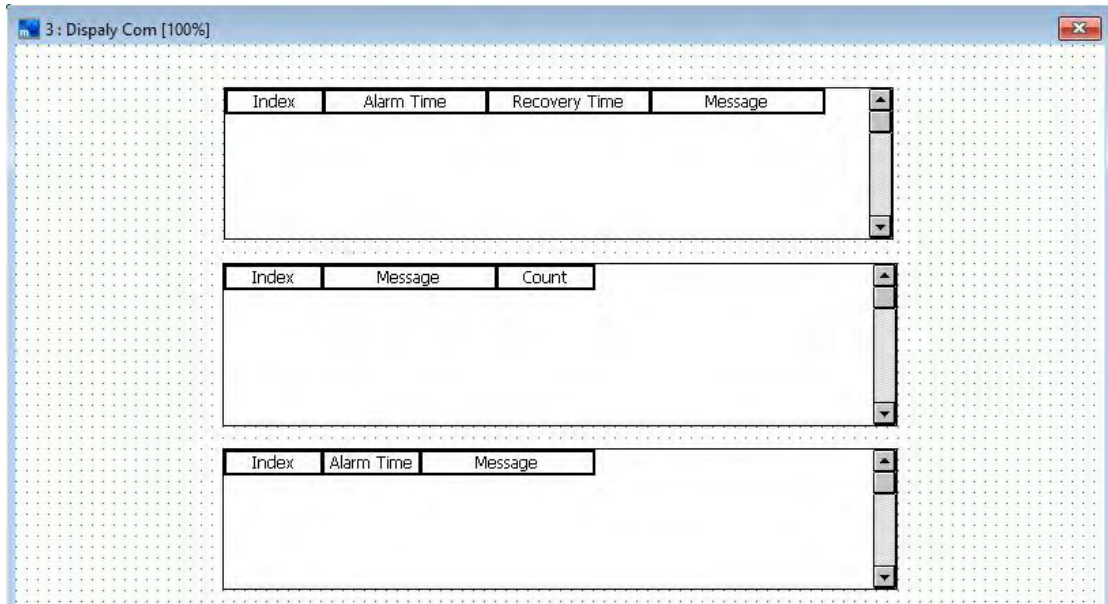 3 : Dispaly Com [100%]
Index Alarm Time Recovery Time Message
Index Message Count
Index Alarm Time Message